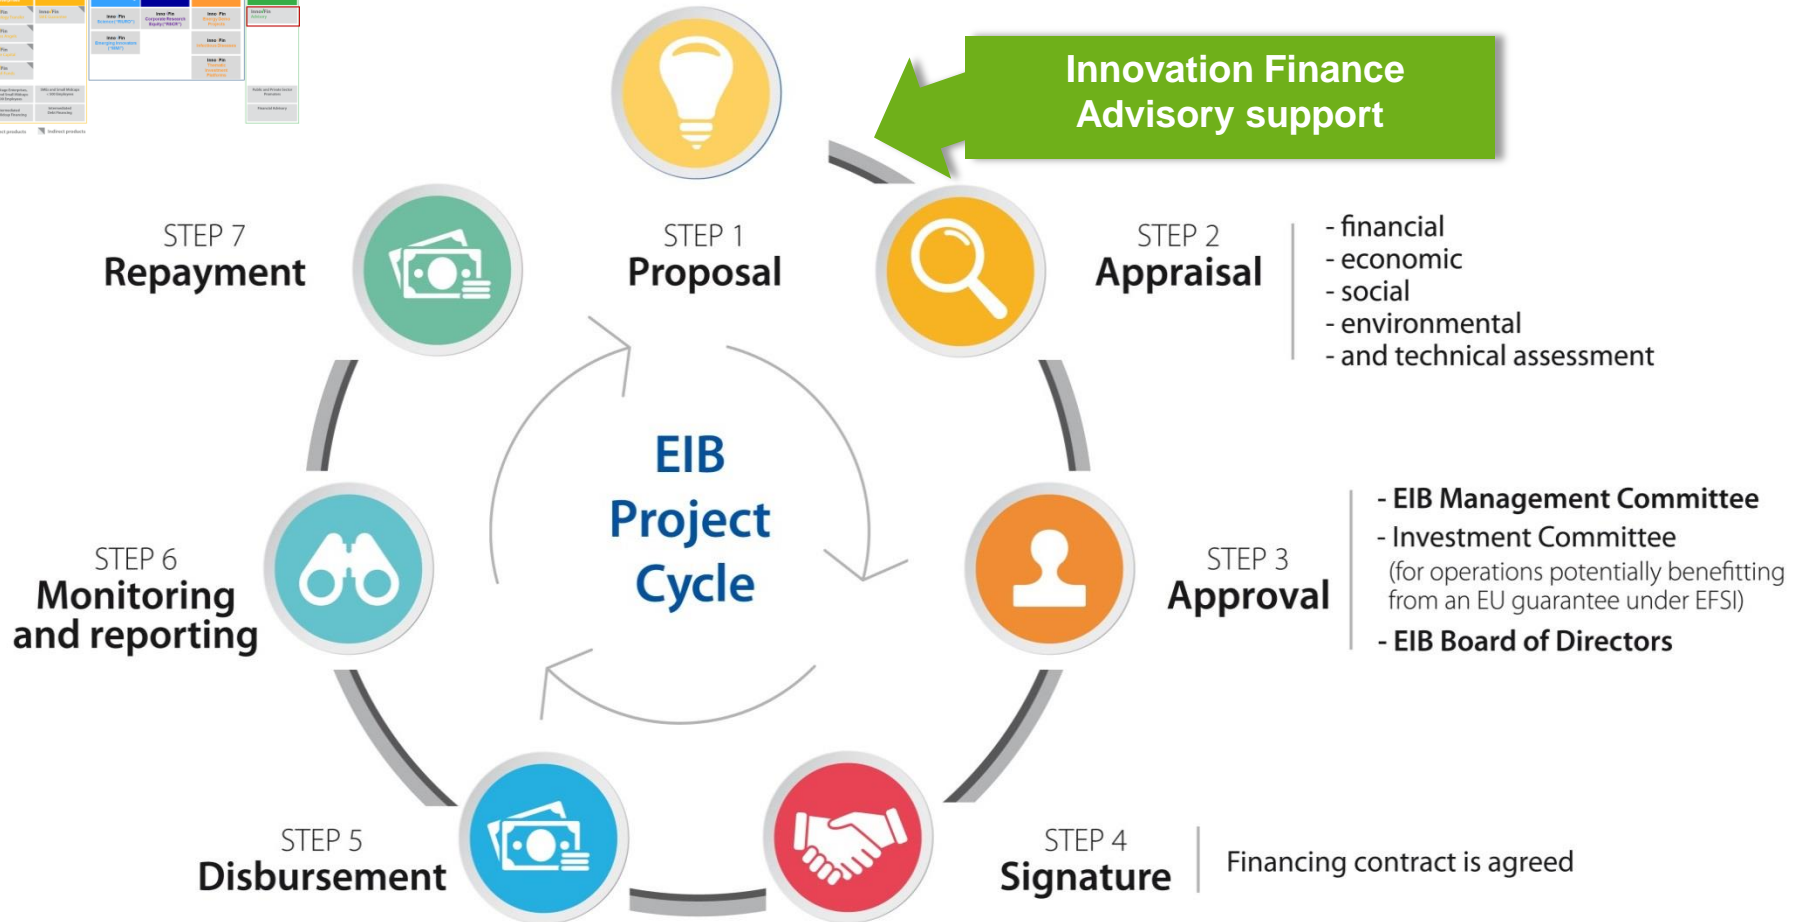 Innovation Finance
Advisory support
STEP 1
Proposal
STEP 2
Appraisal
- financial
- economic
- social
- environmental
- and technical assessment
STEP 3
Approval
- EIB Management Committee
- Investment Committee
(for operations potentially benefitting
from an EU guarantee under EFSI)
- EIB Board of Directors
STEP 4
Signature
Financing contract is agreed
STEP 5
Disbursement
STEP 6
Monitoring
and reporting
STEP 7
Repayment
EIB
Project
Cycle